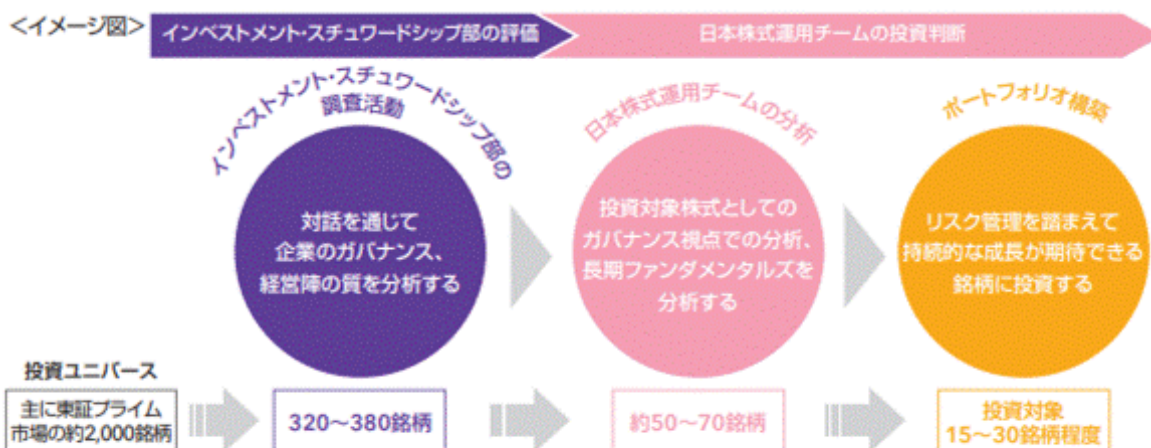 <イメージ図>
インベストメント・スチュワードシップ部の評価
日本株式運用チームの投資判断
インベストメント・スチュワードシップ部の
調査活動
対話を通じて
企業のガバナンス、
経営陣の質を分析する
日本株式運用チームの分析
投資対象株式としての
ガバナンス視点での分析、
長期ファンダメンタルズを
分析する
ポートフォリオ構築
リスク管理を踏まえて
持続的な成長が期待できる
銘柄に投資する
投資ユニバース
主に東証プライム
市場の約2,000銘柄
320～380銘柄
約50～70銘柄
投資対象
15～30銘柄程度